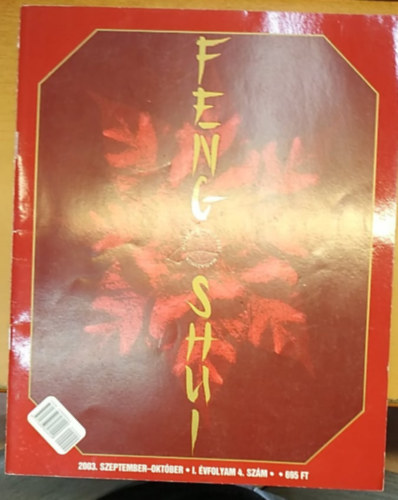 FENG SHUI
2003. SZEPTEMBER–OKTÓBER • I. ÉVFOLYAM 4. SZÁM • • 695 FT